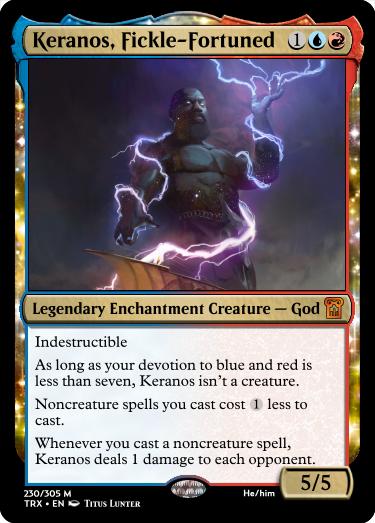 Keranos, Fickle-Fortuned 1
Legendary Enchantment Creature — God
Indestructible
As long as your devotion to blue and red is
less than seven, Keranos isn't a creature.
Noncreature spells you cast cost 1 less to
cast.
Whenever you cast a noncreature spell,
Keranos deals 1 damage to each opponent.
5/5
230/305 M
TRX • EN Titus Lunter
He/him